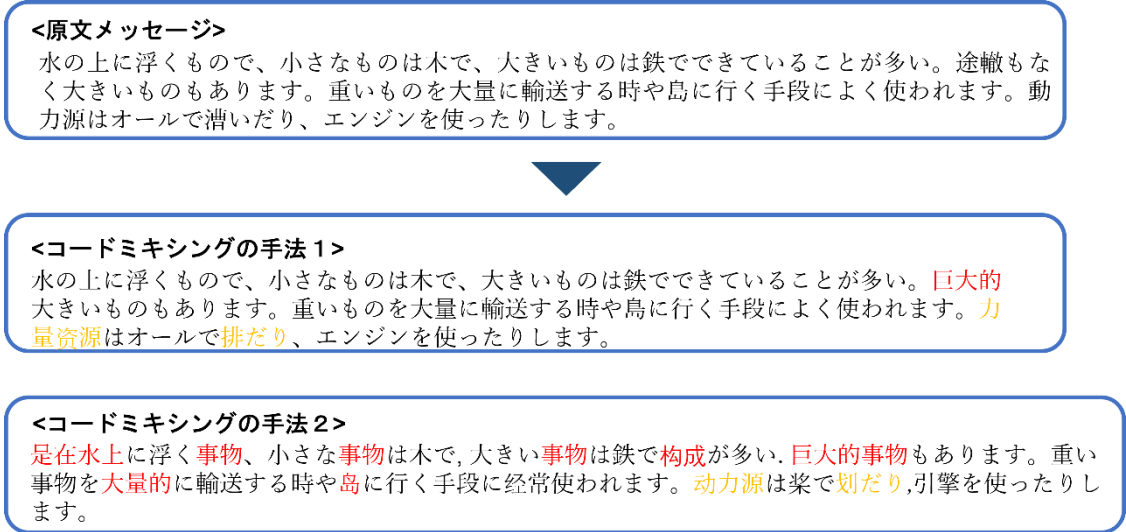 <原文メッセージ>
水の上に浮くもので、小さなものは木で、大きいものは鉄でできていることが多い。途轍もな
く大きいものもあります。重いものを大量に輸送する時や島に行く手段によく使われます。動
力源はオールで漕いだり、エンジンを使ったりします。
<コードミキシングの手法１>
水の上に浮くもので、小さなものは木で、大きいものは鉄でできていることが多い。巨大的
大きいものもあります。重いものを大量に輸送する時や島に行く手段によく使われます。力
量资源はオールで排だり、エンジンを使ったりします。
<コードミキシングの手法２>
是在水上に浮く事物、小さな事物は木で, 大きい事物は鉄で构成が多い. 巨大的事物もあります。重い
事物を大量的に輸送する時や岛に行く手段に经常使われます。动力源は桨で划だり,引擎を使ったりし
ます。